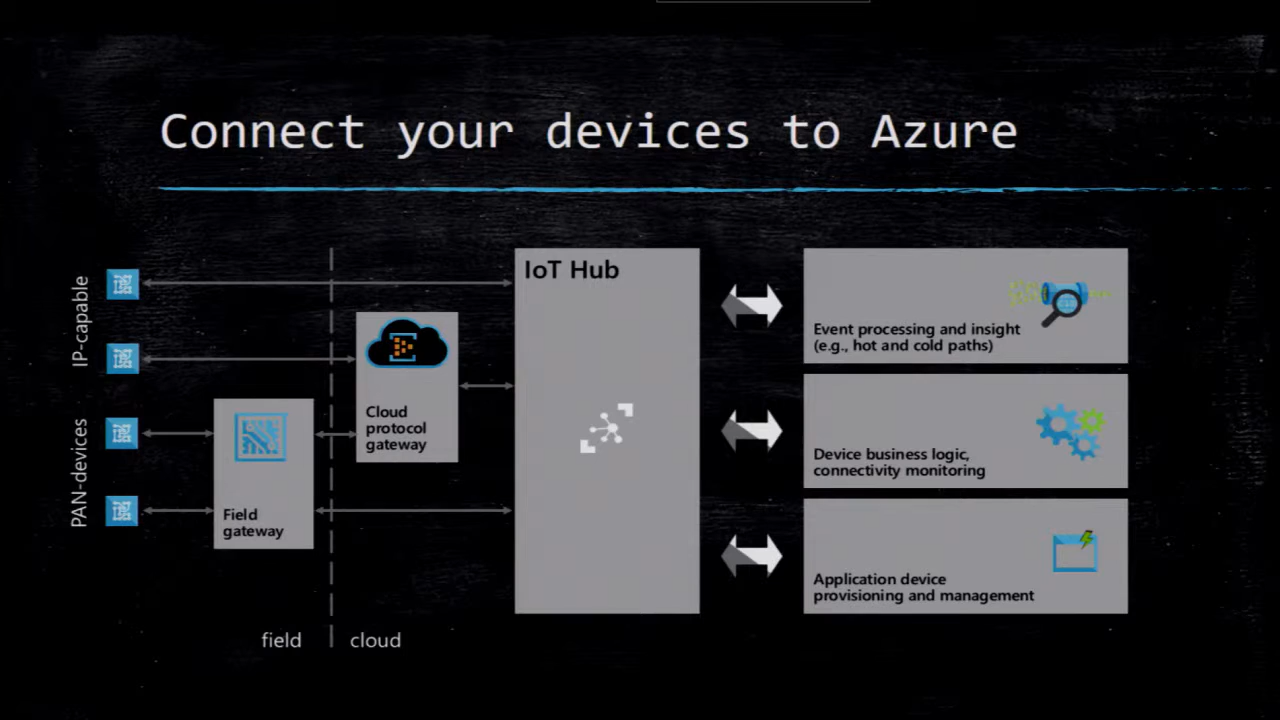 Connect your devices to Azure
IP-capable
PAN-devices
Field
gateway
Cloud
protocol
gateway
IoT Hub
Event processing and insight
(e.g., hot and cold paths)
Device business logic,
connectivity monitoring
Application device
provisioning and management
field
cloud